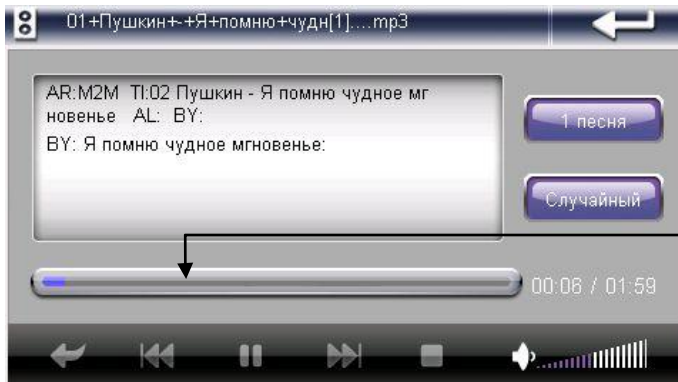 01+Пушкин+-+Я+помню+чудн[1]....mp3
AR:M2M TI:02 Пушкин - Я помню чудное мг
новенье AL: BY:
BY: Я помню чудное мгновенье:
1 песня
Случайный
00:06 / 01:59